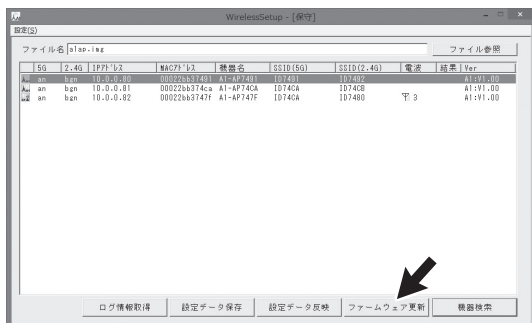 WirelessSetup - [保守]
設定(S)
ファイル名 a1ap.img ファイル参照
5G 2.4G IPｱﾄﾞﾚｽ MACｱﾄﾞﾚｽ 機器名 SSID(5G) SSID(2.4G) 電波 結果 Ver
an bgn 10.0.0.80 00022bb37491 A1-AP7491 ID7491 ID7492 A1:V1.00
an bgn 10.0.0.81 00022bb374ca A1-AP74CA ID74CA ID74CB A1:V1.00
an bgn 10.0.0.82 00022bb3747f A1-AP747F ID74CA ID7480 3 A1:V1.00
ログ情報取得 設定データ保存 設定データ反映 ファームウェア更新 機器検索